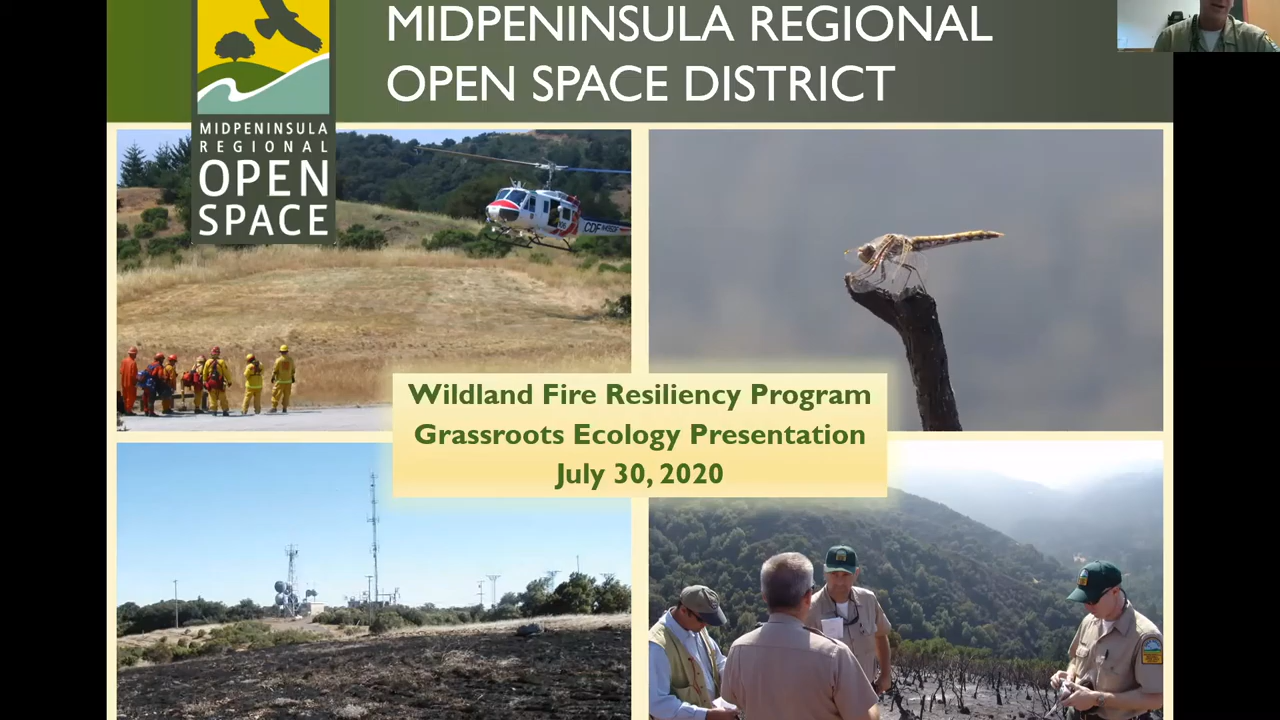 MIDPENINSULA REGIONAL
OPEN SPACE DISTRICT
MIDPENINSULA
REGIONAL
OPEN
SPACE
CDF
Wildland Fire Resiliency Program
Grassroots Ecology Presentation
July 30, 2020